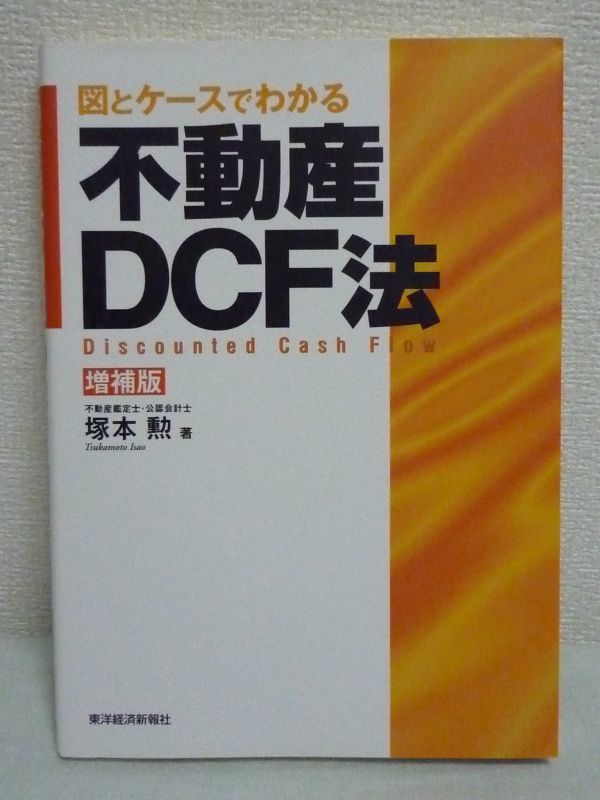 図とケースでわかる
不動産
DCF法
Discounted Cash Flow
増補版
不動産鑑定士・公認会計士
塚本 勲 著
Tsukamoto Isao
東洋経済新報社